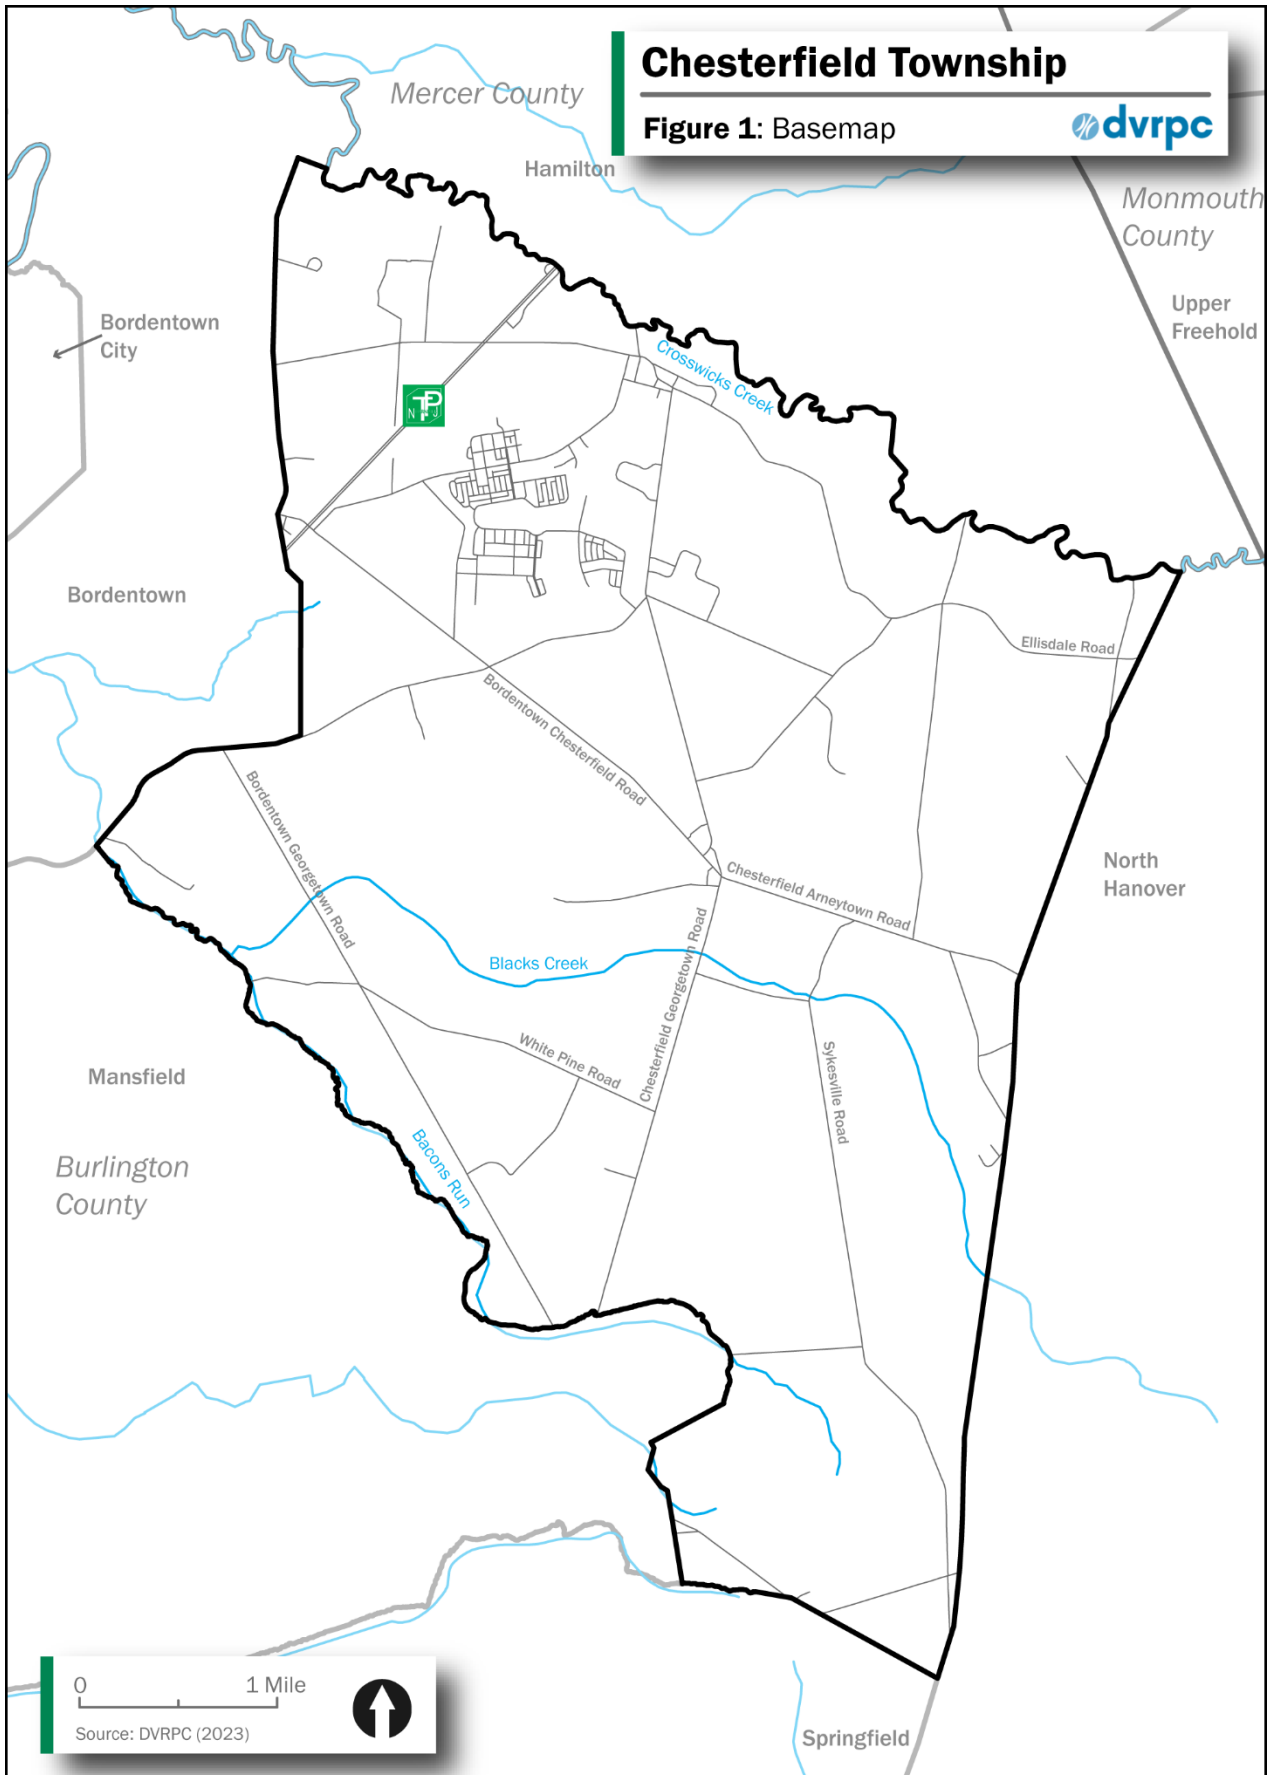 Chesterfield Township
Figure 1: Basemap
dvrpc
Mercer County
Hamilton
Monmouth
County
Upper
Freehold
Bordentown
City
Crosswicks Creek
TP
N J
Bordentown
Ellisdale Road
Bordentown Chesterfield Road
Bordentown Georgetown Road
North
Hanover
Chesterfield Arneytown Road
Chesterfield Georgetown Road
Blacks Creek
White Pine Road
Sykesville Road
Mansfield
Bacons Run
Burlington
County
0 1 Mile
Source: DVRPC (2023)
Springfield